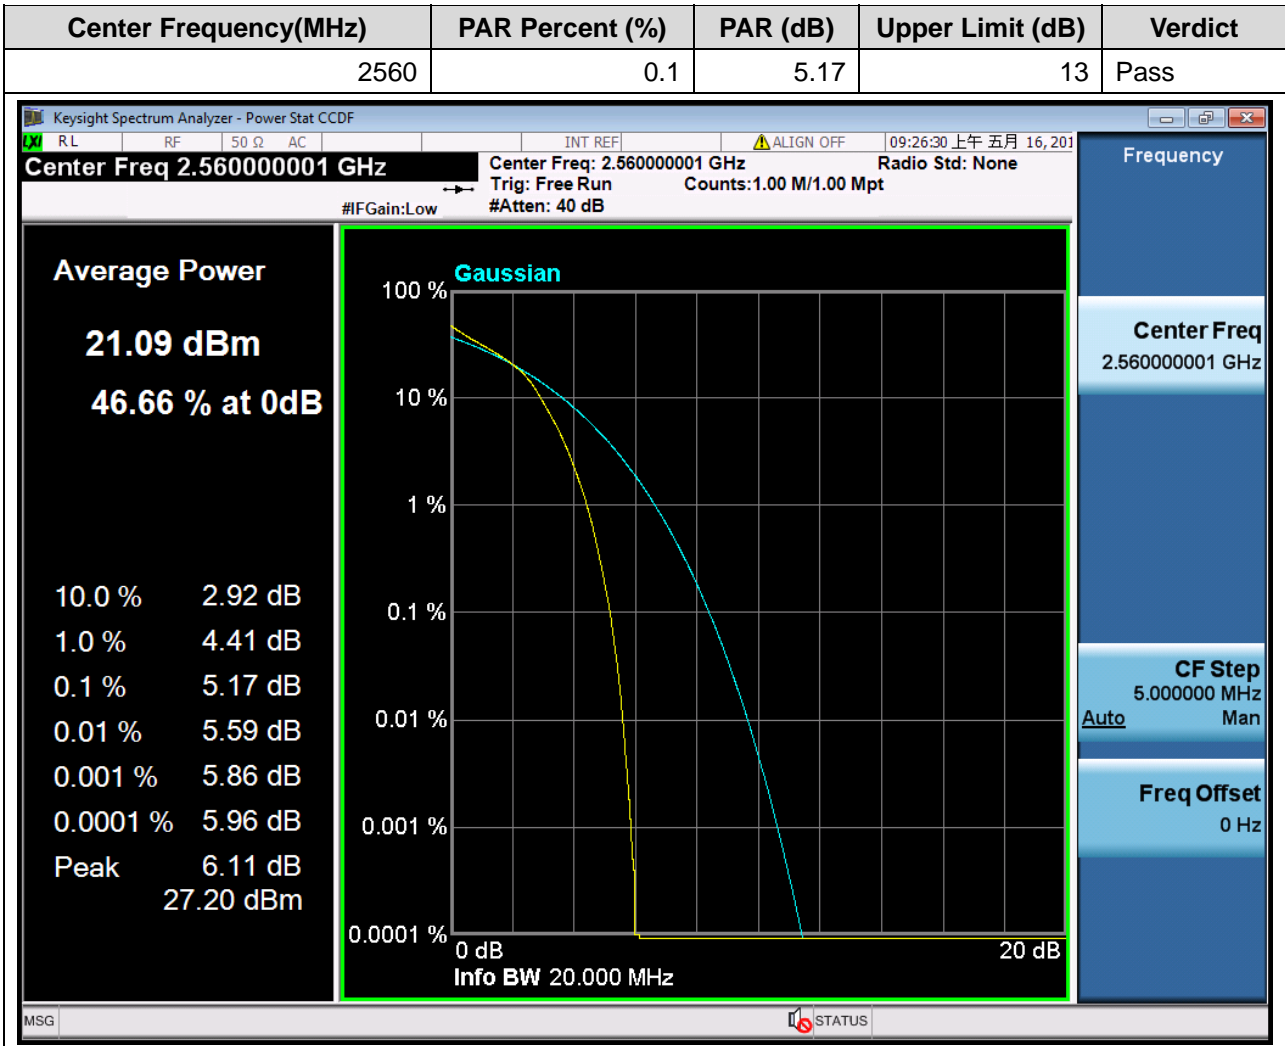 Center Frequency(MHz) PAR Percent (%) PAR (dB) Upper Limit (dB) Verdict
2560 0.1 5.17 13 Pass
Keysight Spectrum Analyzer - Power Stat CCDF
LXI RL RF 50 Ω AC INT REF ALIGN OFF 09:26:30 上午 五月 16, 201
Center Freq 2.560000001 GHz
#IFGain:Low
Center Freq: 2.560000001 GHz
Trig: Free Run Counts:1.00 M/1.00 Mpt
#Atten: 40 dB
Radio Std: None
Average Power
21.09 dBm
46.66 % at 0dB
10.0 % 2.92 dB
1.0 % 4.41 dB
0.1 % 5.17 dB
0.01 % 5.59 dB
0.001 % 5.86 dB
0.0001 % 5.96 dB
Peak 6.11 dB
27.20 dBm
Gaussian
100 %
10 %
1 %
0.1 %
0.01 %
0.001 %
0.0001 %
0 dB 20 dB
Info BW 20.000 MHz
Frequency
Center Freq
2.560000001 GHz
CF Step
5.000000 MHz
Auto Man
Freq Offset
0 Hz
MSG STATUS